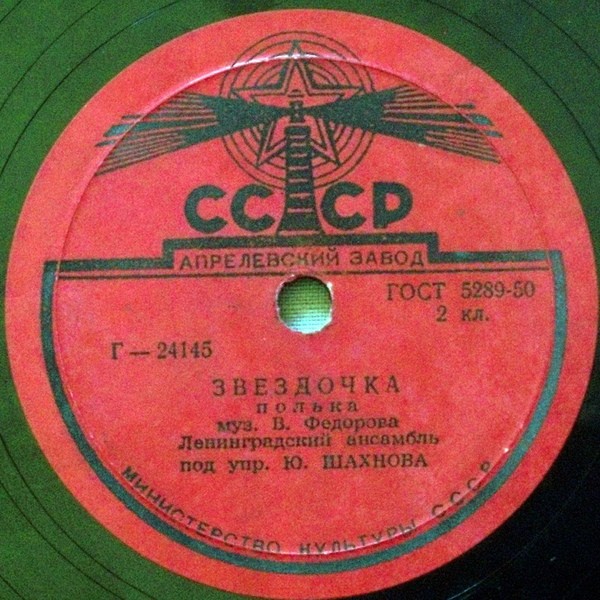 СССР
АПРЕЛЕВСКИЙ ЗАВОД
ГОСТ 5289-50
2 кл.
Г — 24145
ЗВЕЗДОЧКА
полька
муз. В. Федорова
Ленинградский ансамбль
под упр. Ю. ШАХНОВА
МИНИСТЕРСТВО КУЛЬТУРЫ СССР